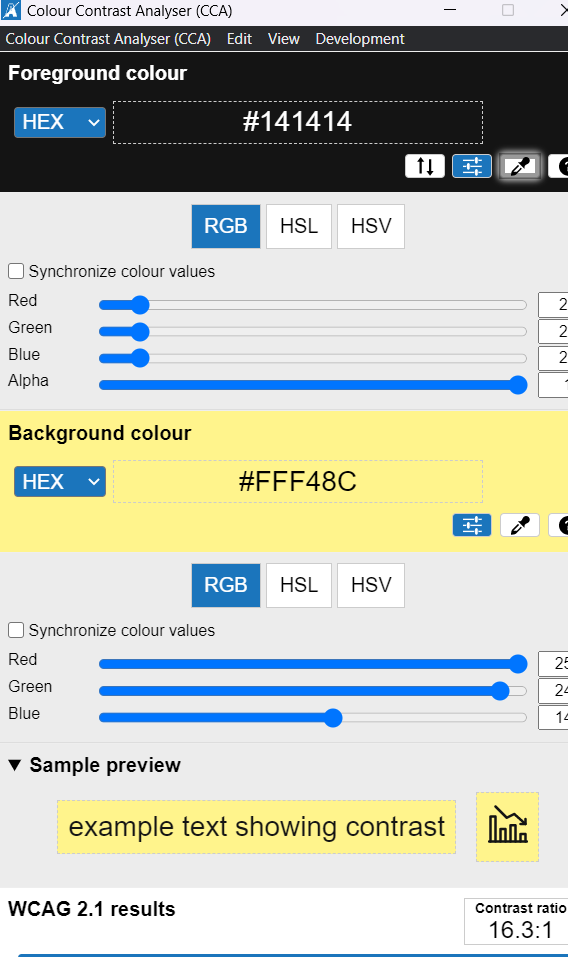 Colour Contrast Analyser (CCA)
Colour Contrast Analyser (CCA) Edit View Development
Foreground colour
HEX #141414
RGB HSL HSV
Synchronize colour values
Red 2
Green 2
Blue 2
Alpha 1
Background colour
HEX #FFF48C
RGB HSL HSV
Synchronize colour values
Red 25
Green 24
Blue 14
Sample preview
example text showing contrast
WCAG 2.1 results Contrast ratio
16.3:1